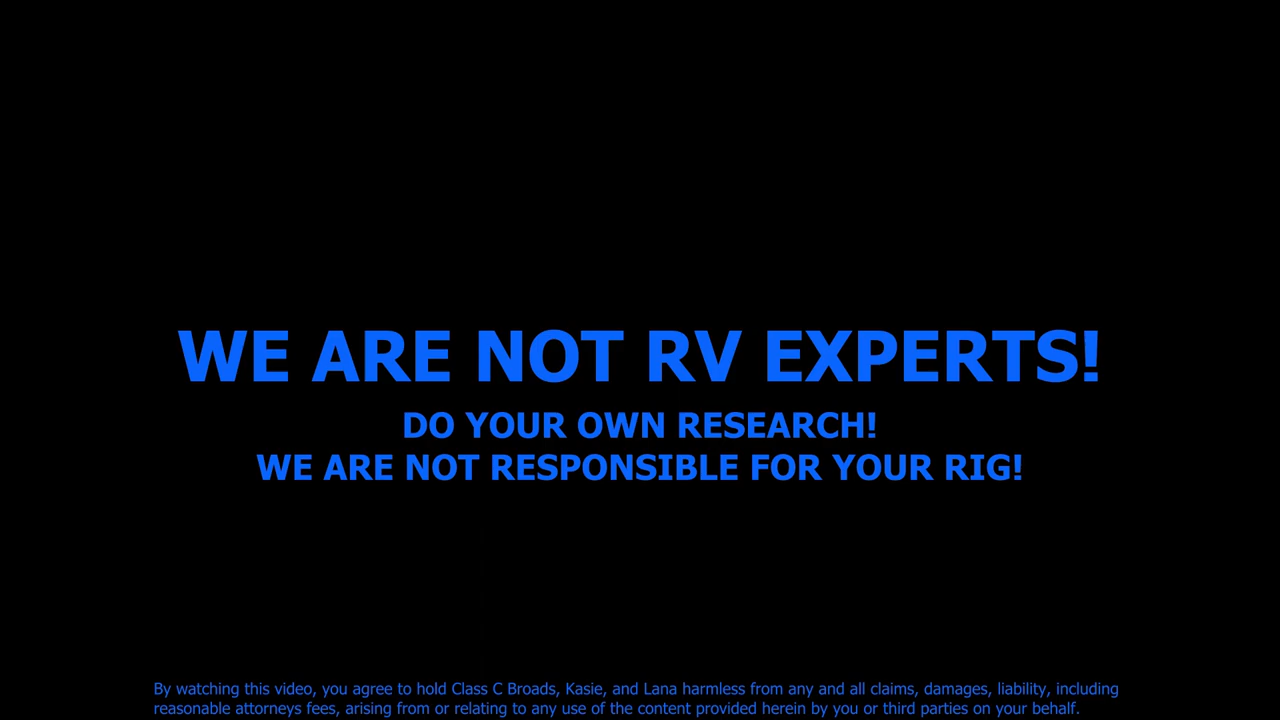 WE ARE NOT RV EXPERTS!
DO YOUR OWN RESEARCH!
WE ARE NOT RESPONSIBLE FOR YOUR RIG!
By watching this video, you agree to hold Class C Broads, Kasie, and Lana harmless from any and all claims, damages, liability, including
reasonable attorneys fees, arising from or relating to any use of the content provided herein by you or third parties on your behalf.